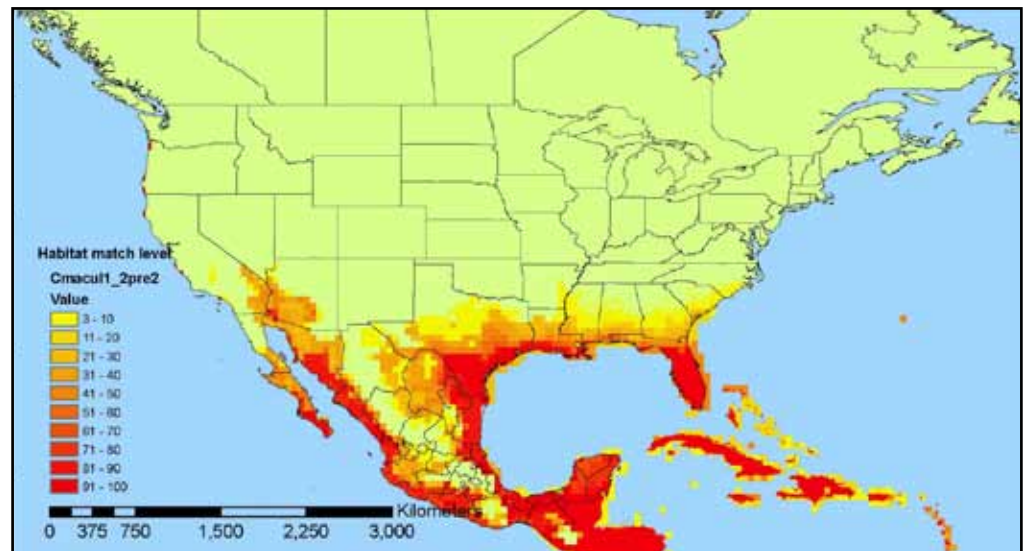 Habitat match level
Cmacul1_2pre2
Value
3 - 10
11 - 20
21 - 30
31 - 40
41 - 50
51 - 60
61 - 70
71 - 80
81 - 90
91 - 100
Kilometers
0 375 750 1,500 2,250 3,000